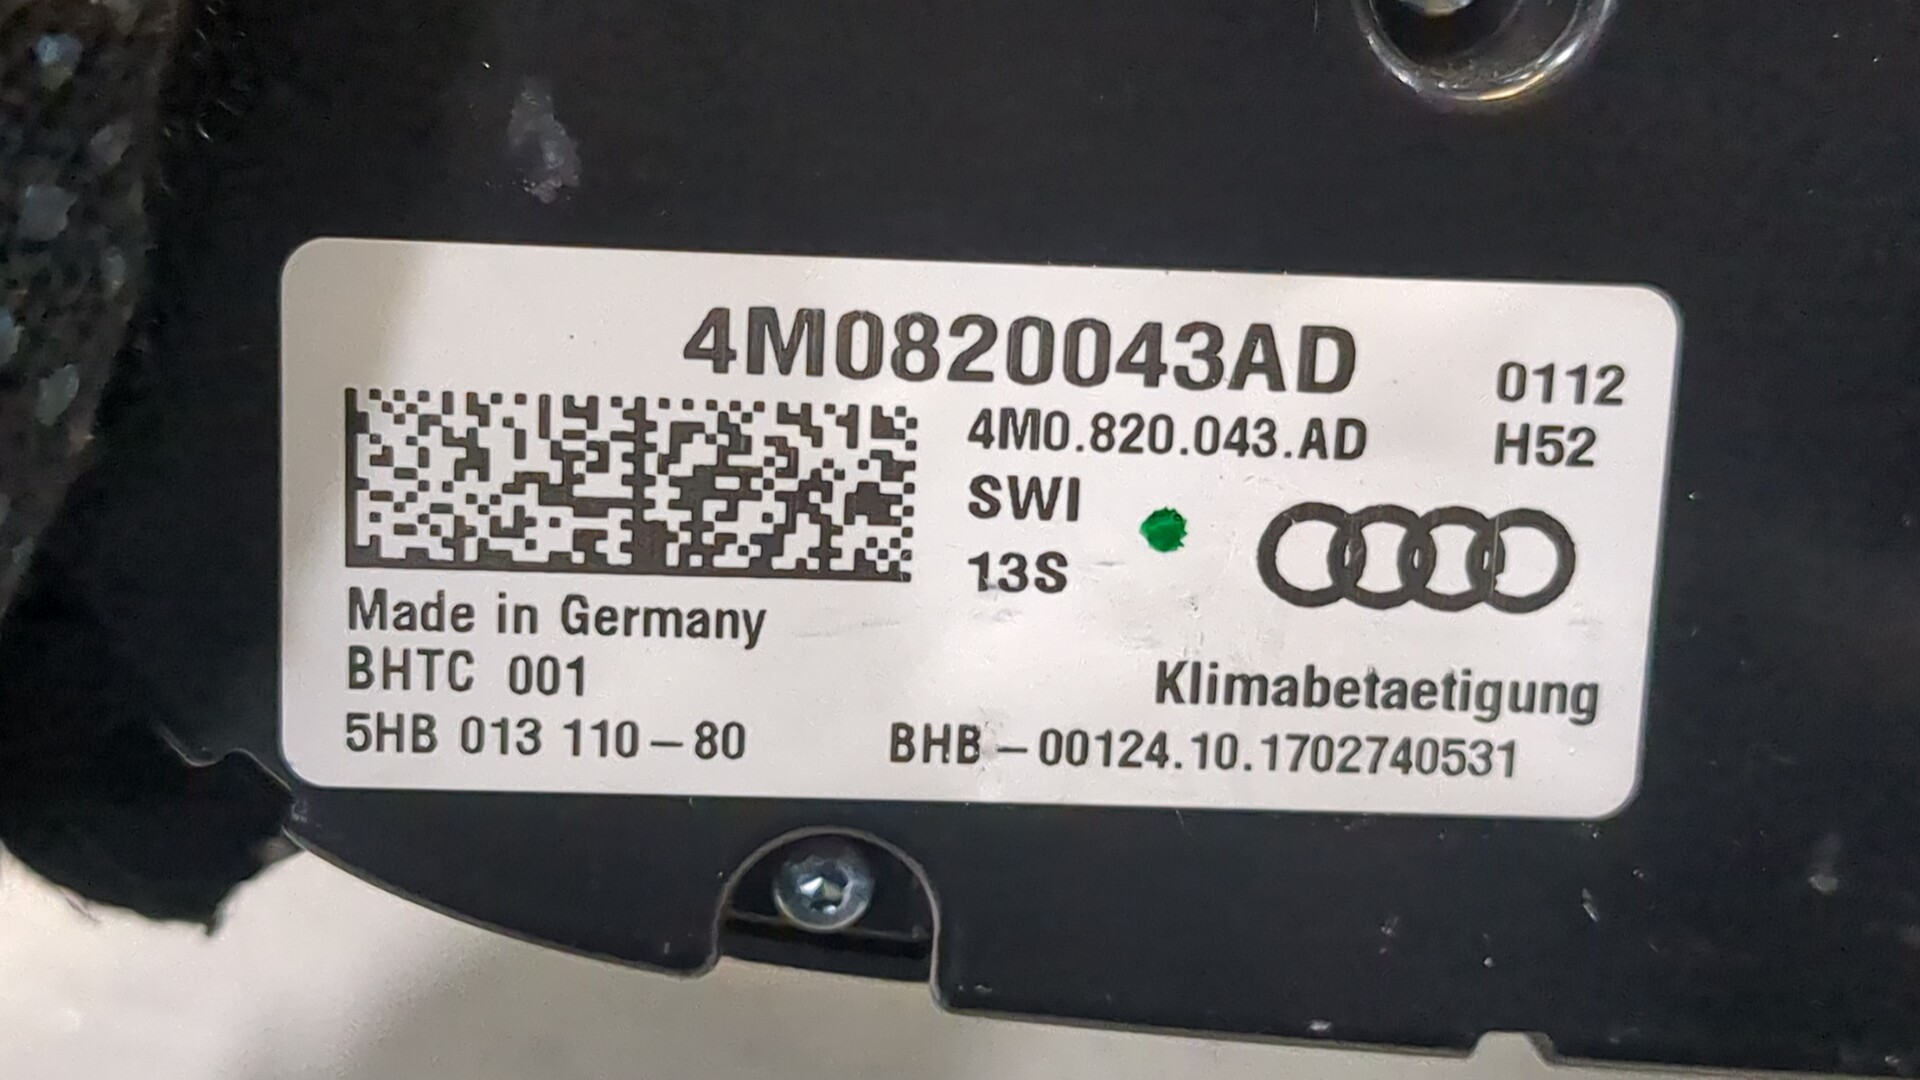 4M0820043AD
0112
4M0.820.043.AD
H52
SWI
13S
Made in Germany
BHTC 001
Klimabetaetigung
5HB 013 110-80
BHB-00124.10.1702740531